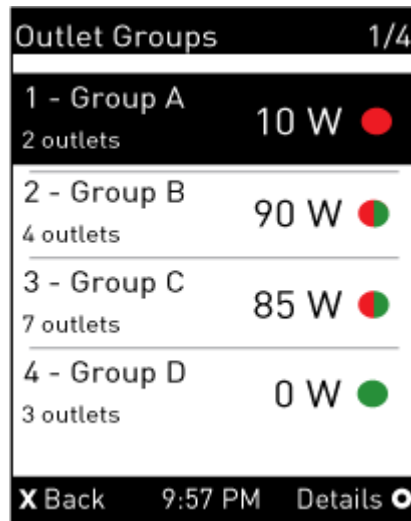 Outlet Groups 1/4
1 - Group A
10 W
2 outlets
2 - Group B
90 W
4 outlets
3 - Group C
85 W
7 outlets
4 - Group D
0 W
3 outlets
X Back 9:57 PM Details